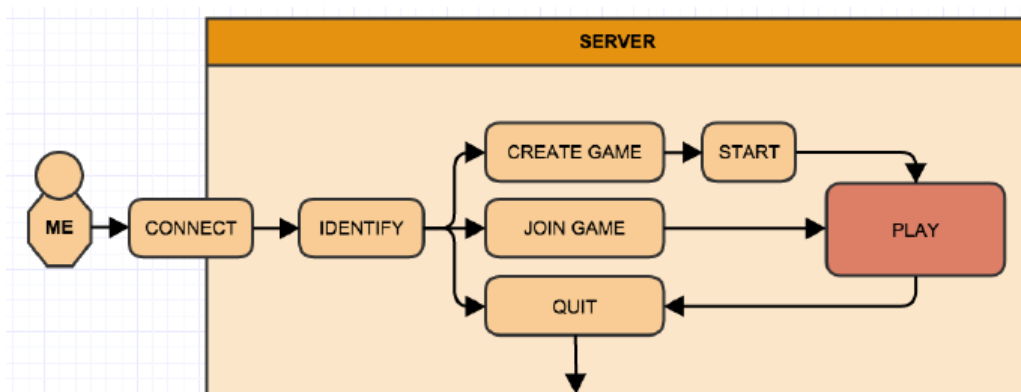 SERVER
CREATE GAME
START
ME
CONNECT
IDENTIFY
JOIN GAME
PLAY
QUIT